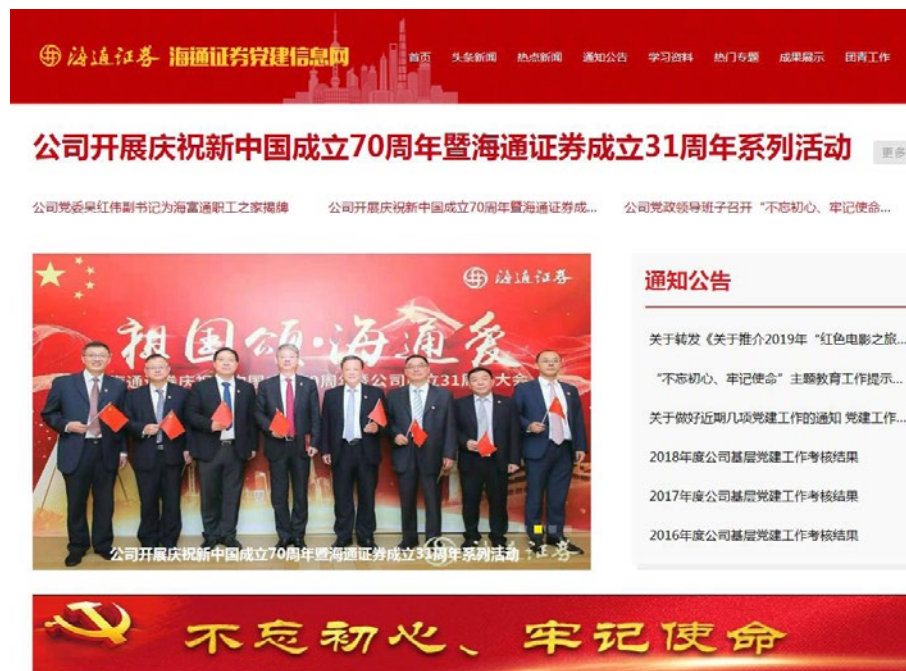 海通证券 海通证券党建信息网 首页 头条新闻 热点新闻 通知公告 学习资料 热门专题 成果展示 团青工作
公司开展庆祝新中国成立70周年暨海通证券成立31周年系列活动 更多
公司党委吴红伟副书记为海富通职工之家揭牌 公司开展庆祝新中国成立70周年暨海通证券成... 公司党政领导班子召开“不忘初心、牢记使命...
海通证券
祖国颂·海通爱
公司开展庆祝新中国成立70周年暨海通证券成立31周年系列活动
通知公告
关于转发《关于推介2019年“红色电影之旅...
“不忘初心、牢记使命”主题教育工作提示...
关于做好近期几项党建工作的通知 党建工作...
2018年度公司基层党建工作考核结果
2017年度公司基层党建工作考核结果
2016年度公司基层党建工作考核结果
不忘初心、牢记使命